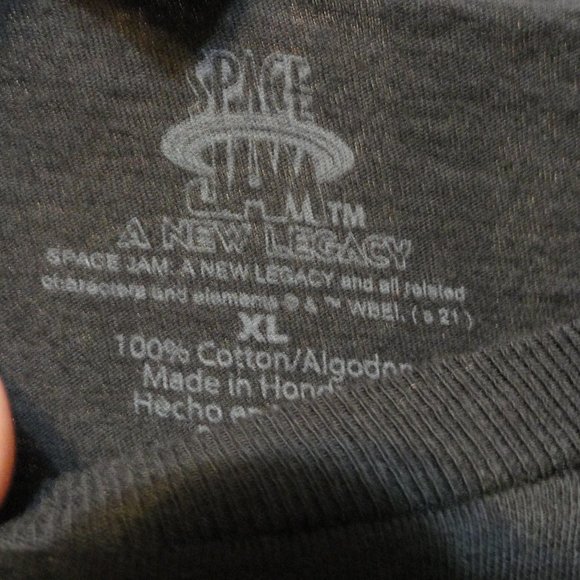 SPACE
JAM TM
A NEW LEGACY
SPACE JAM: A NEW LEGACY and all related
characters and elements © & ™ WBEI. (s21)
XL
100% Cotton/Algodon
Made in
Hecho en